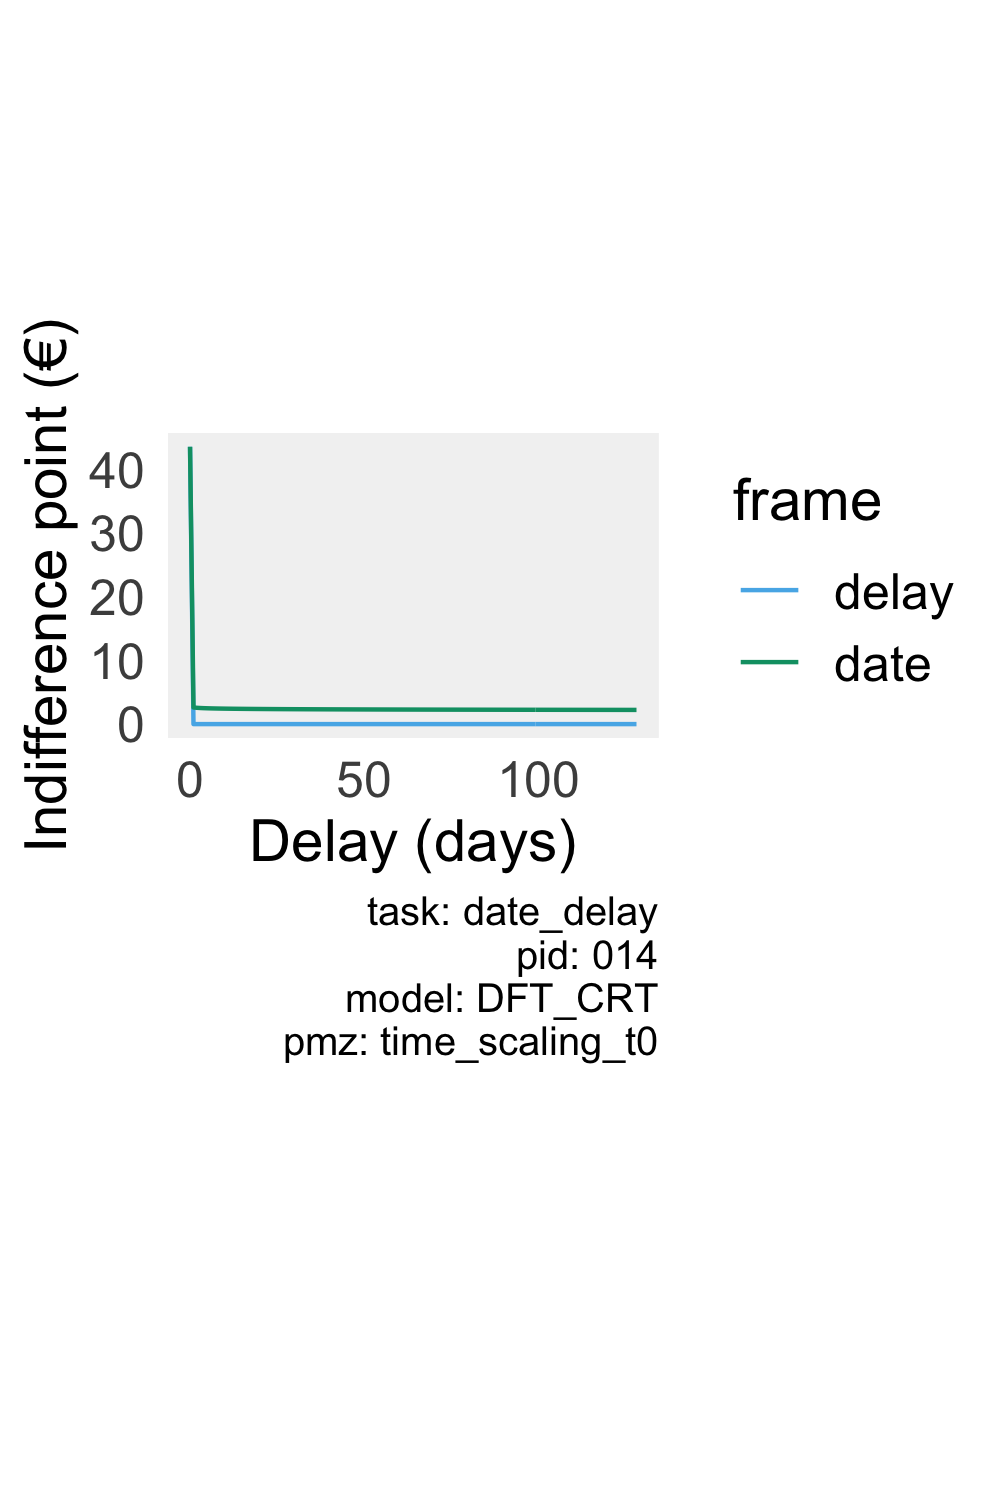 Indifference point (€)
40
30
20
10
0
0 50 100
Delay (days)
frame
delay
date
task: date_delay
pid: 014
model: DFT_CRT
pmz: time_scaling_t0